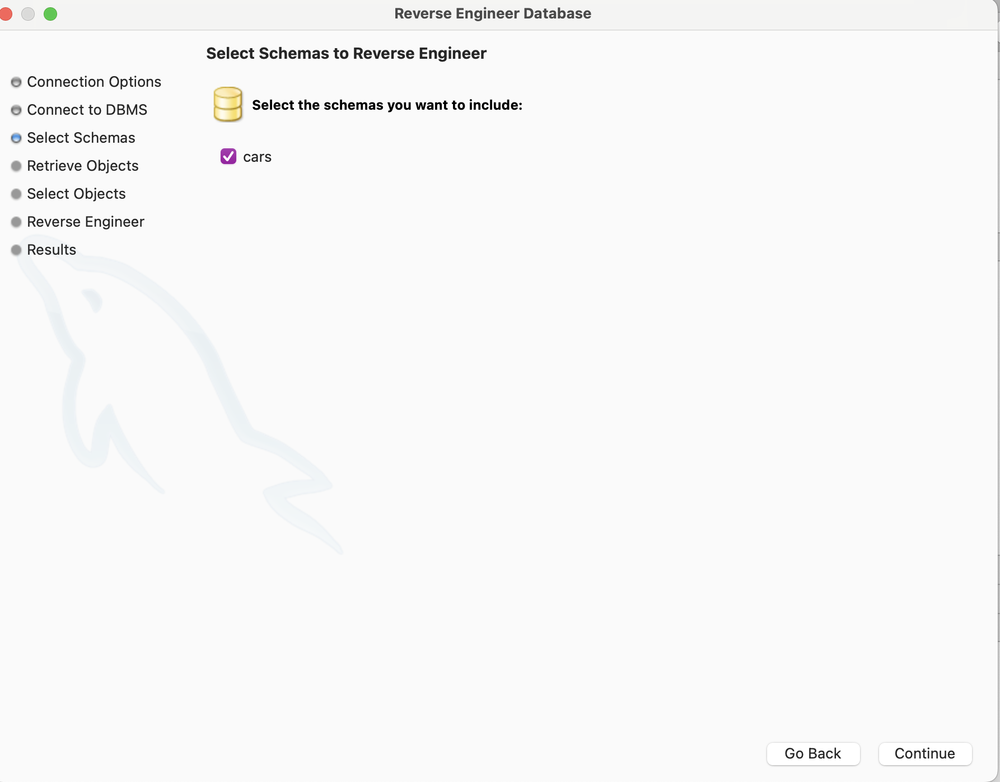 Reverse Engineer Database
Select Schemas to Reverse Engineer
Connection Options
Connect to DBMS
Select Schemas
Retrieve Objects
Select Objects
Reverse Engineer
Results
Select the schemas you want to include:
cars
Go Back
Continue